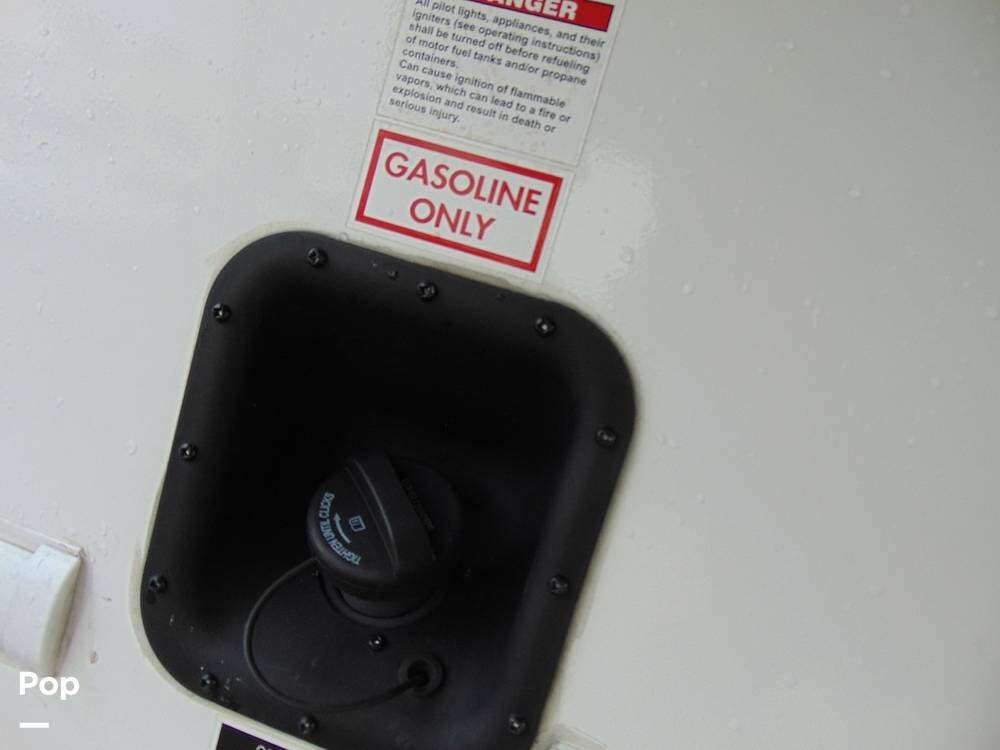 All pilot lights, appliances, and their
igniters (see operating instructions)
shall be turned off before refueling
of motor fuel tanks and/or propane
containers.
Can cause ignition of flammable
vapors, which can lead to a fire or
explosion and result in death or
serious injury.
GASOLINE
ONLY
TIGHTEN UNTIL CLICKS
Pop